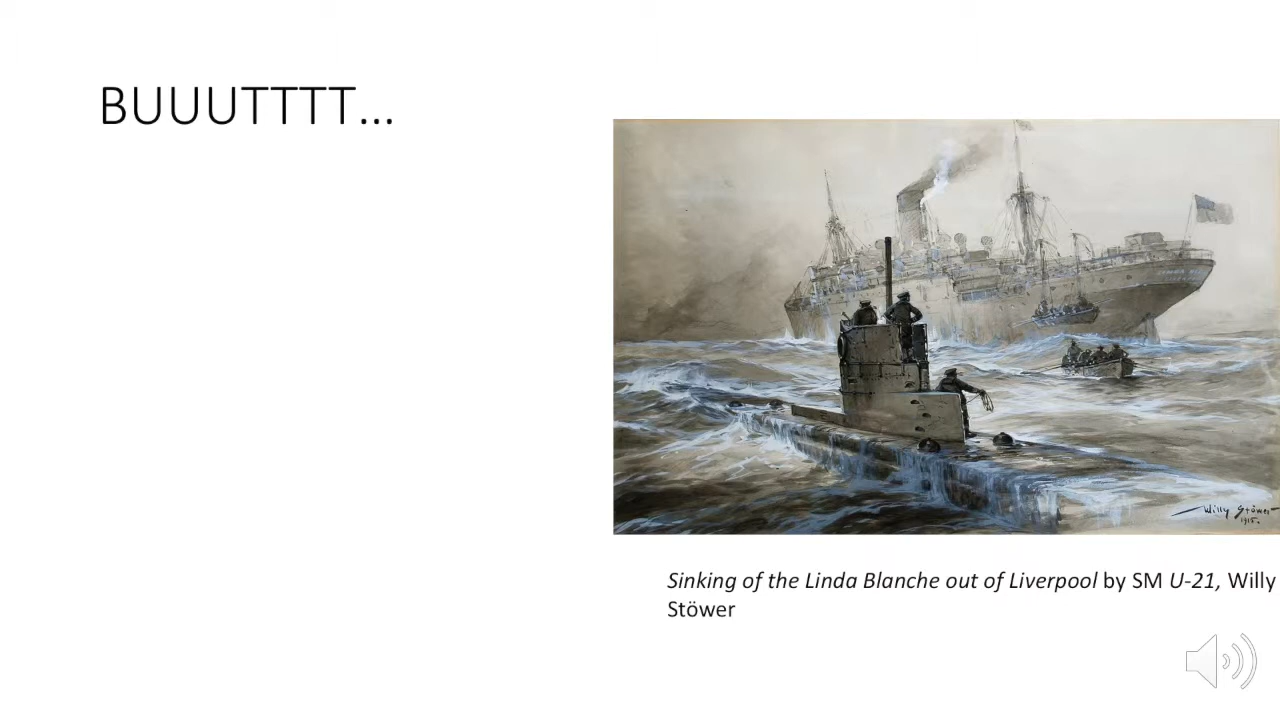 BUUUTTTT...
Willy Stöwer
1915.
Sinking of the Linda Blanche out of Liverpool by SM U-21, Willy
Stöwer